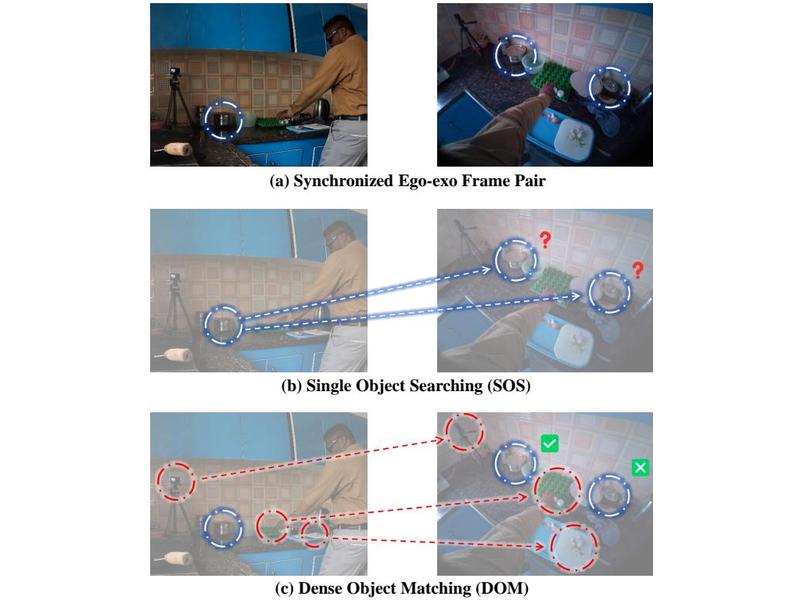 (a) Synchronized Ego-exo Frame Pair
? ?
(b) Single Object Searching (SOS)
(c) Dense Object Matching (DOM)